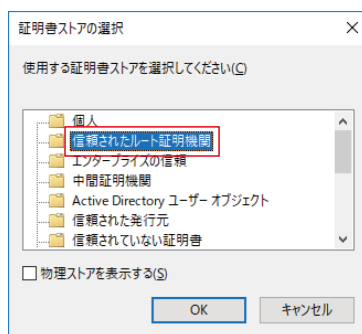 証明書ストアの選択
使用する証明書ストアを選択してください(C)
個人
信頼されたルート証明機関
エンタープライズの信頼
中間証明機関
Active Directory ユーザー オブジェクト
信頼された発行元
信頼されていない証明書
物理ストアを表示する(S)
OK キャンセル